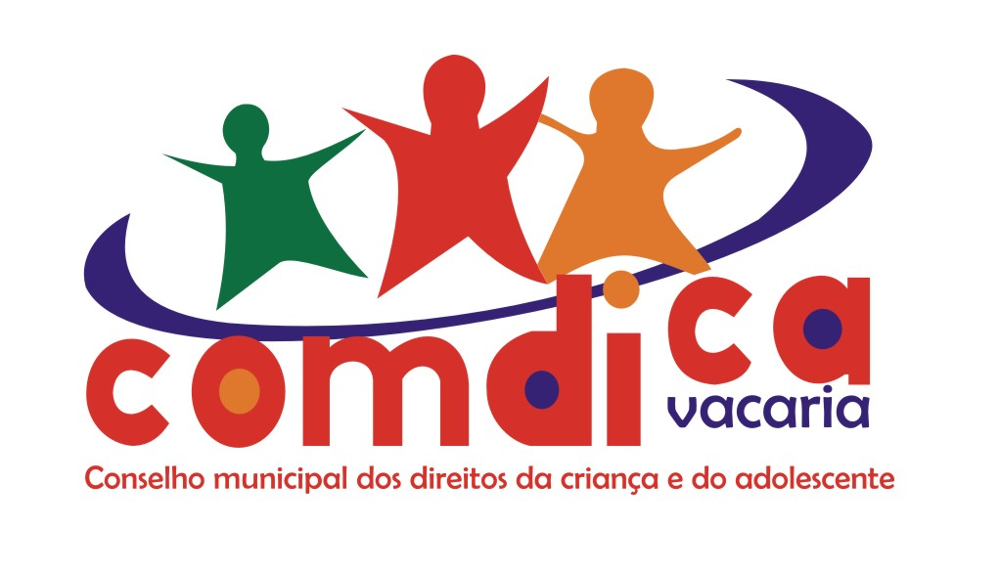 comdica
vacaria
Conselho municipal dos direitos da criança e do adolescente